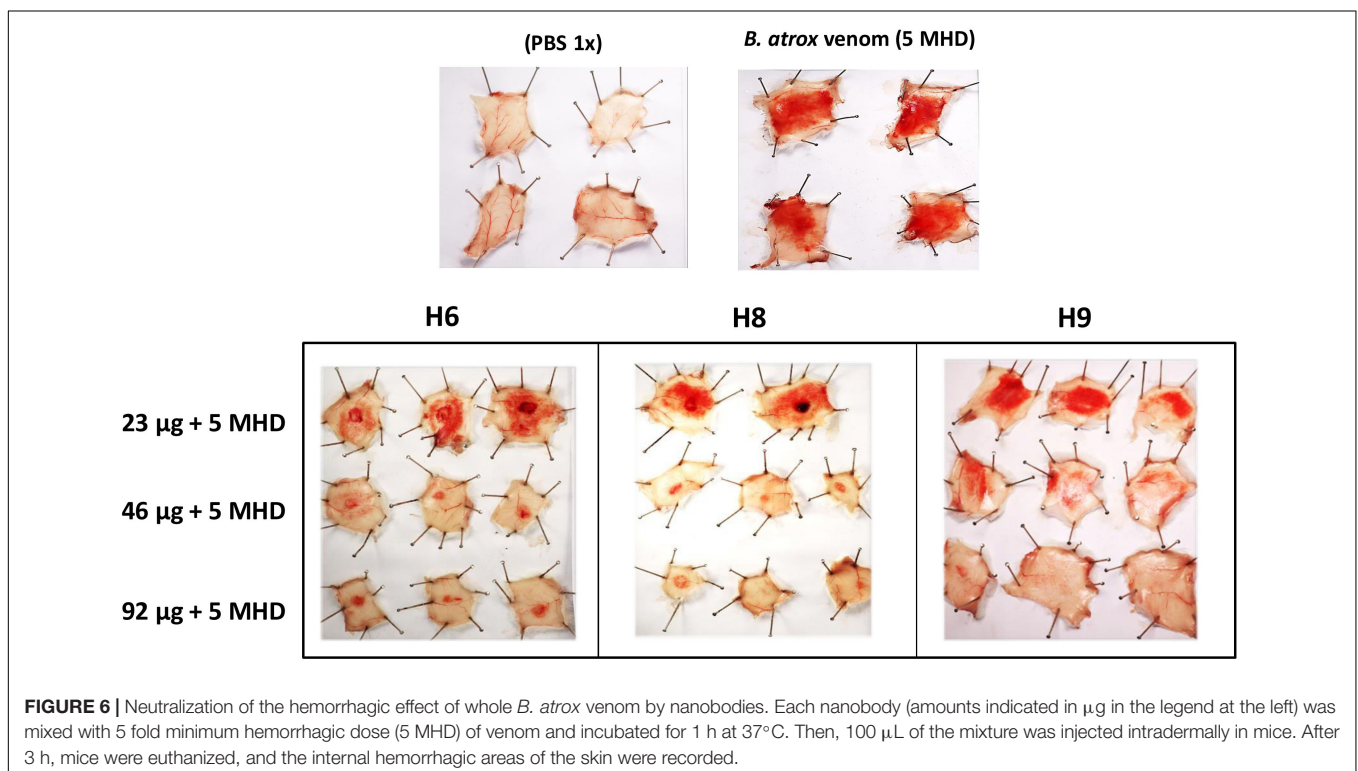 (PBS 1x)
B. atrox venom (5 MHD)
H6
H8
H9
23 μg + 5 MHD
46 μg + 5 MHD
92 μg + 5 MHD
FIGURE 6 | Neutralization of the hemorrhagic effect of whole B. atrox venom by nanobodies. Each nanobody (amounts indicated in μg in the legend at the left) was
mixed with 5 fold minimum hemorrhagic dose (5 MHD) of venom and incubated for 1 h at 37°C. Then, 100 μL of the mixture was injected intradermally in mice. After
3 h, mice were euthanized, and the internal hemorrhagic areas of the skin were recorded.